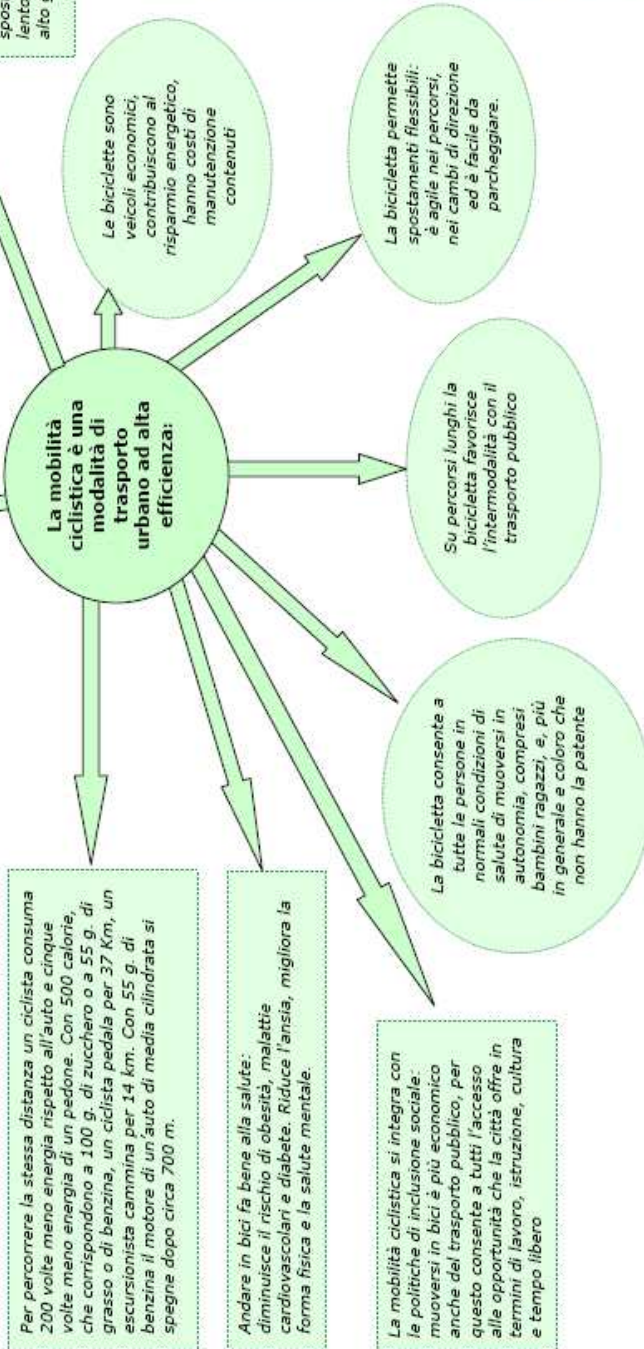 spos
lento
alto
La mobilità
ciclistica è una
modalità di
trasporto
urbano ad alta
efficienza:
Le biciclette sono
veicoli economici,
contribuiscono al
risparmio energetico,
hanno costi di
manutenzione
contenuti
La bicicletta permette
spostamenti flessibili:
è agile nei percorsi,
nei cambi di direzione
ed è facile da
parcheggiare.
Su percorsi lunghi la
bicicletta favorisce
l'intermodalità con il
trasporto pubblico
La bicicletta consente a
tutte le persone in
normali condizioni di
salute di muoversi in
autonomia, compresi
bambini ragazzi, e, più
in generale e coloro che
non hanno la patente
Per percorrere la stessa distanza un ciclista consuma
200 volte meno energia rispetto all'auto e cinque
volte meno energia di un pedone. Con 500 calorie,
che corrispondono a 100 g. di zucchero o a 55 g. di
grasso o di benzina, un ciclista pedala per 37 Km, un
escursionista cammina per 14 km. Con 55 g. di
benzina il motore di un'auto di media cilindrata si
spegne dopo circa 700 m.
Andare in bici fa bene alla salute:
diminuisce il rischio di obesità, malattie
cardiovascolari e diabete. Riduce l'ansia, migliora la
forma fisica e la salute mentale.
La mobilità ciclistica si integra con
le politiche di inclusione sociale:
muoversi in bici è più economico
anche del trasporto pubblico, per
questo consente a tutti l'accesso
alle opportunità che la città offre in
termini di lavoro, istruzione, cultura
e tempo libero